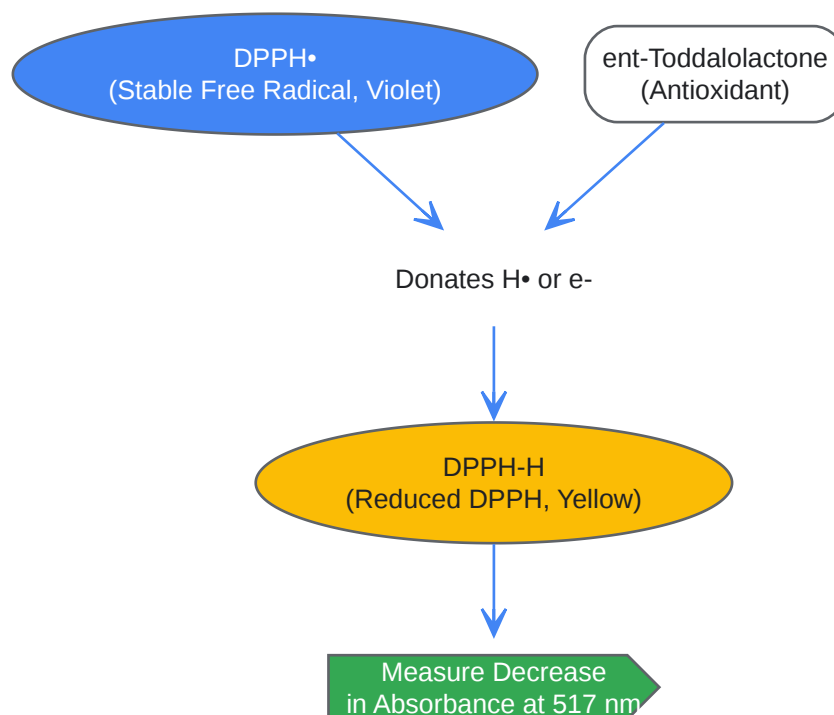 DPPH•
(Stable Free Radical, Violet)
ent-Toddalolactone
(Antioxidant)
Donates H• or e-
DPPH-H
(Reduced DPPH, Yellow)
Measure Decrease
in Absorbance at 517 nm